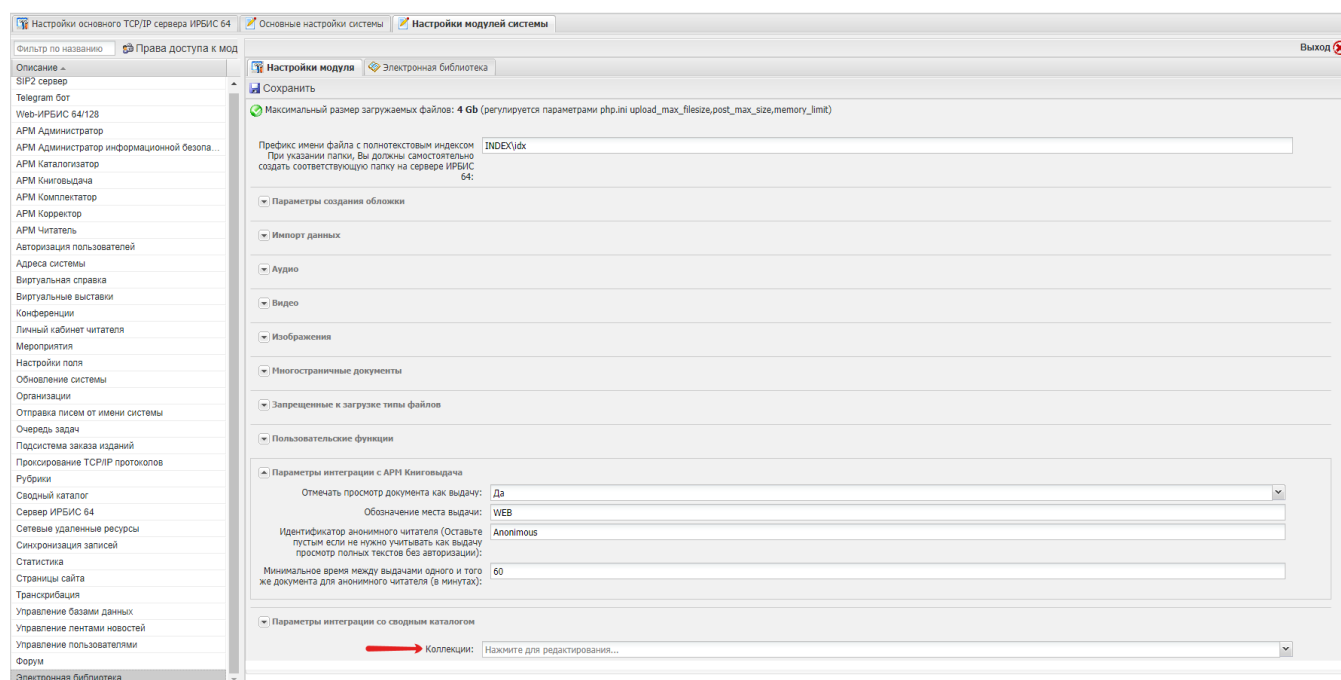 Настройки основного TCP/IP сервера ИРБИС 64 Основные настройки системы Настройки модулей системы
Фильтр по названию Права доступа к мод Выход
Описание Настройки модуля Электронная библиотека
SIP2 сервер
Сохранить
Telegram бот
Максимальный размер загружаемых файлов: 4 Gb (регулируется параметрами php.ini upload_max_filesize,post_max_size,memory_limit)
Web-ИРБИС 64/128
АРМ Администратор
АРМ Администратор информационной безопа...
АРМ Каталогизатор
АРМ Книговыдача
АРМ Комплектатор
АРМ Корректор
АРМ Читатель
Авторизация пользователей
Адреса системы
Виртуальная справка
Виртуальные выставки
Конференции
Личный кабинет читателя
Мероприятия
Настройки поля
Обновление системы
Организации
Отправка писем от имени системы
Очередь задач
Подсистема заказа изданий
Проксирование TCP/IP протоколов
Рубрики
Сводный каталог
Сервер ИРБИС 64
Сетевые удаленные ресурсы
Синхронизация записей
Статистика
Страницы сайта
Транскрибация
Управление базами данных
Управление лентами новостей
Управление пользователями
Форум
Электронная библиотека
Префикс имени файла с полнотекстовым индексом INDEX\idx
При указании папки, Вы должны самостоятельно
создать соответствующую папку на сервере ИРБИС
64:
Параметры создания обложки
Импорт данных
Аудио
Видео
Изображения
Многостраничные документы
Запрещенные к загрузке типы файлов
Пользовательские функции
Параметры интеграции с АРМ Книговыдача
Отмечать просмотр документа как выдачу: Да
Обозначение места выдачи: WEB
Идентификатор анонимного читателя (Оставьте Anonimous
пустым если не нужно учитывать как выдачу
просмотр полных текстов без авторизации):
Минимальное время между выдачами одного и того 60
же документа для анонимного читателя (в минутах):
Параметры интеграции со сводным каталогом
Коллекции: Нажмите для редактирования...